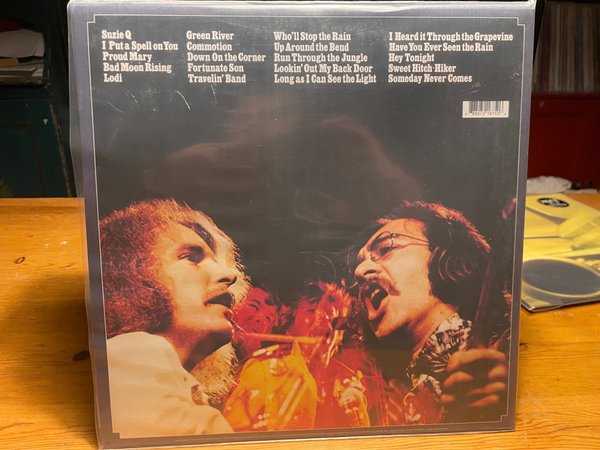 Suzie Q
I Put a Spell on You
Proud Mary
Bad Moon Rising
Lodi
Green River
Commotion
Down On the Corner
Fortunate Son
Travelin' Band
Who'll Stop the Rain
Up Around the Bend
Run Through the Jungle
Lookin' Out My Back Door
Long as I Can See the Light
I Heard it Through the Grapevine
Have You Ever Seen the Rain
Hey Tonight
Sweet Hitch-Hiker
Someday Never Comes